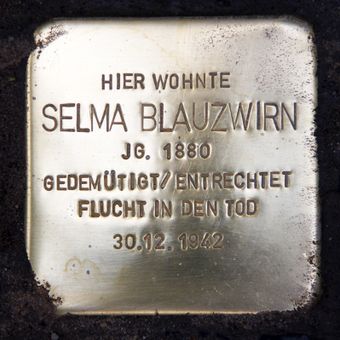 HIER WOHNTE
SELMA BLAUZWIRN
JG. 1880
GEDEMÜTIGT/ENTRECHTET
FLUCHT IN DEN TOD
30.12.1942